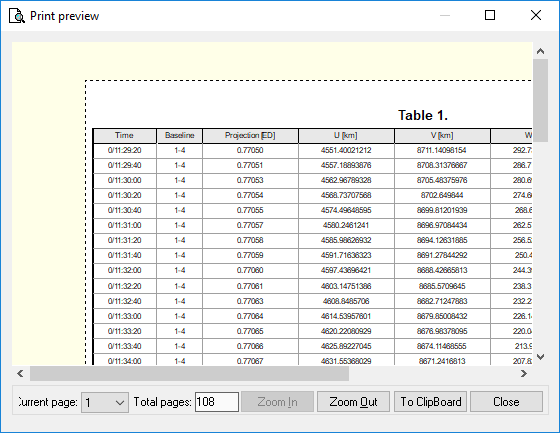 Print preview
Table 1.
Time Baseline Projection [ED] U [km] V [km] W
0/11:29:20 1-4 0.77050 4551.40021212 8711.14098154 292.7
0/11:29:40 1-4 0.77051 4557.18893876 8708.31376667 286.7
0/11:30:00 1-4 0.77053 4562.96789328 8705.48375976 280.6
0/11:30:20 1-4 0.77054 4568.73707568 8702.649844 274.6
0/11:30:40 1-4 0.77055 4574.49648595 8699.81201939 268.6
0/11:31:00 1-4 0.77057 4580.2461241 8696.97084434 262.5
0/11:31:20 1-4 0.77058 4585.98626932 8694.12631885 256.5
0/11:31:40 1-4 0.77059 4591.71636323 8691.27844292 250.4
0/11:32:00 1-4 0.77060 4597.43696421 8688.42665813 244.3
0/11:32:20 1-4 0.77061 4603.14751386 8685.5709645 238.3
0/11:32:40 1-4 0.77063 4608.8485706 8682.71247883 232.2
0/11:33:00 1-4 0.77064 4614.53957601 8679.85008432 226.1
0/11:33:20 1-4 0.77065 4620.22080929 8676.98378095 220.0
0/11:33:40 1-4 0.77066 4625.89227045 8674.11468555 213.9
0/11:34:00 1-4 0.77067 4631.55368029 8671.2416813 207.8
Current page: 1 Total pages: 108 Zoom In Zoom Out To ClipBoard Close